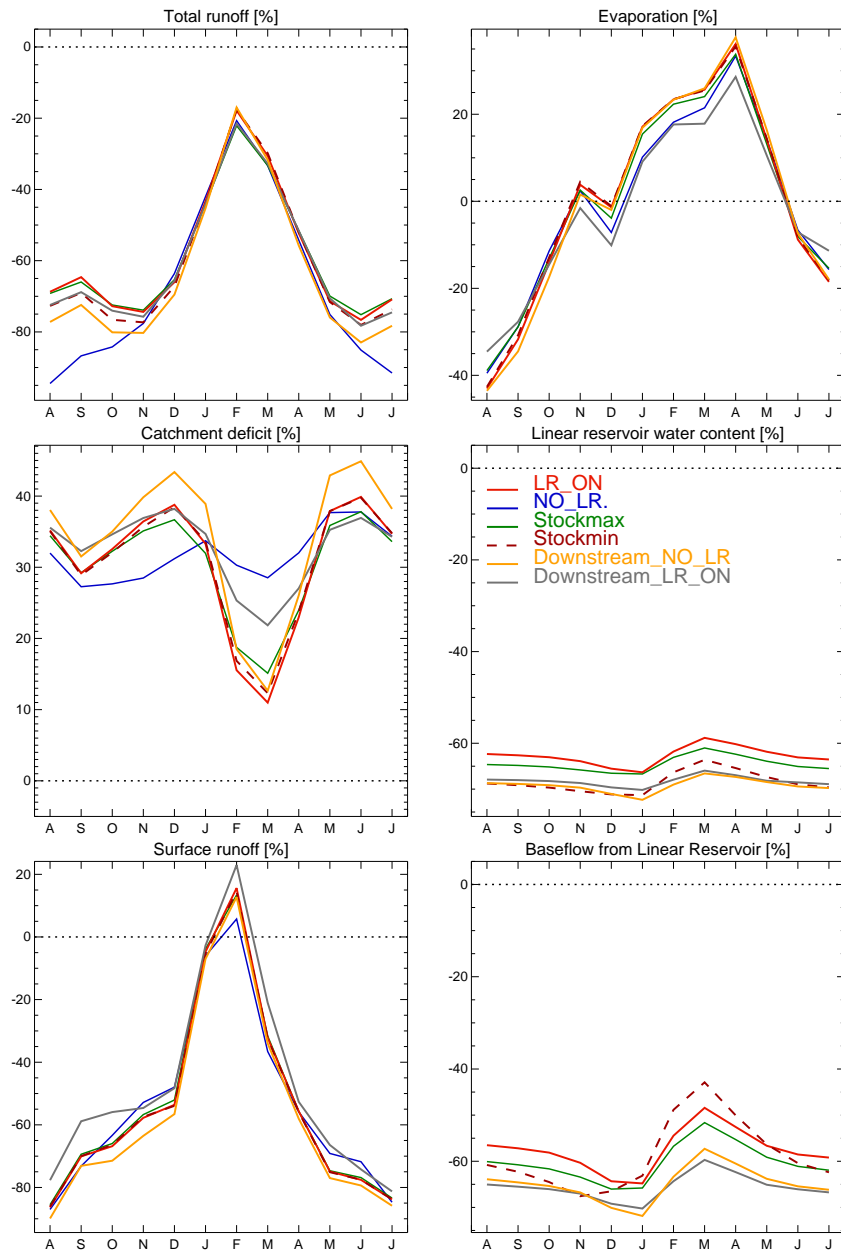 Total runoff [%]
0
-20
-40
-60
-80
A S O N D J F M A M J J
Evaporation [%]
20
0
-20
-40
A S O N D J F M A M J J
Catchment deficit [%]
40
30
20
10
0
A S O N D J F M A M J J
Linear reservoir water content [%]
0
-20
-40
-60
LR_ON
NO_LR.
Stockmax
Stockmin
Downstream_NO_LR
Downstream_LR_ON
A S O N D J F M A M J J
Surface runoff [%]
20
0
-20
-40
-60
-80
A S O N D J F M A M J J
Baseflow from Linear Reservoir [%]
0
-20
-40
-60
A S O N D J F M A M J J